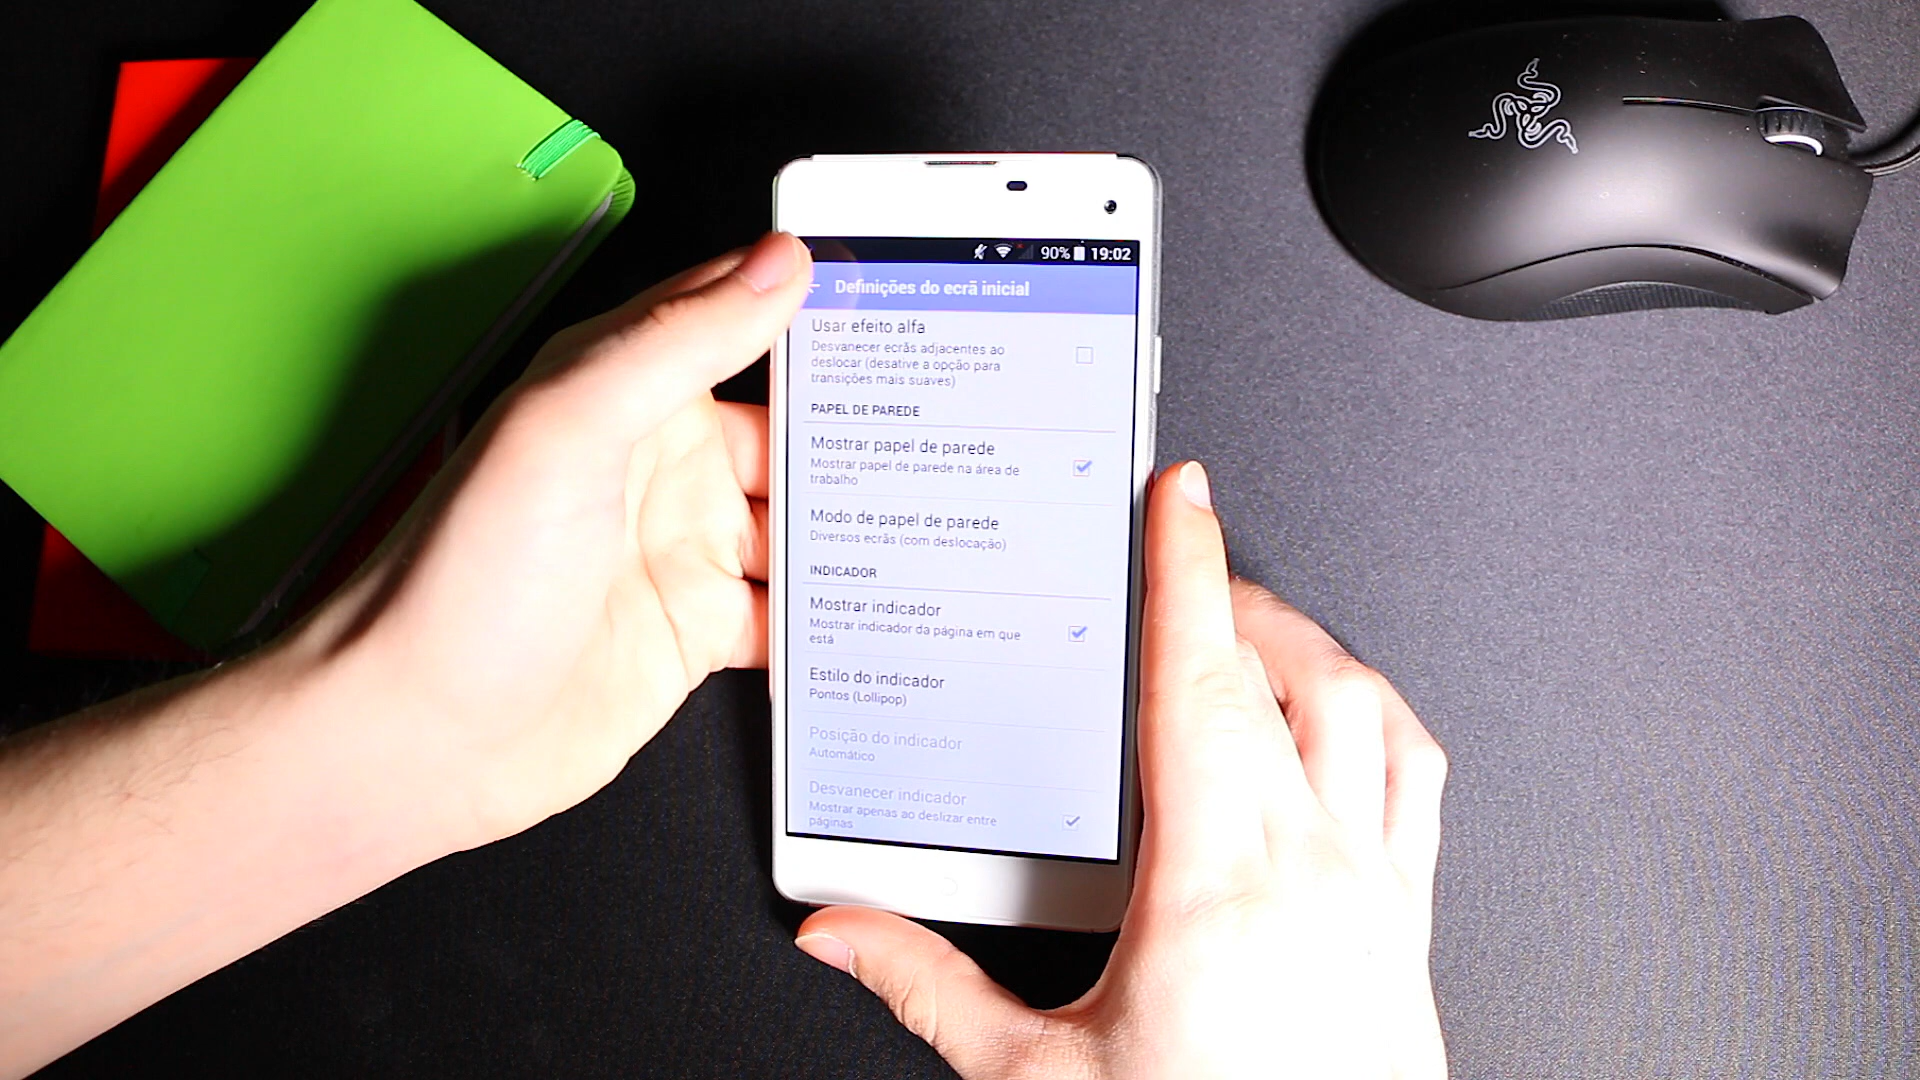 90% 19:02
Definições do ecrã inicial
Usar efeito alfa
Desvanecer ecrãs adjacentes ao
deslocar (desative a opção para
transições mais suaves)
PAPEL DE PAREDE
Mostrar papel de parede
Mostrar papel de parede na área de
trabalho
Modo de papel de parede
Diversos ecrãs (com deslocação)
INDICADOR
Mostrar indicador
Mostrar indicador da página em que
está
Estilo do indicador
Pontos (Lollipop)
Posição do indicador
Automático
Desvanecer indicador
Mostrar apenas ao deslizar entre
páginas